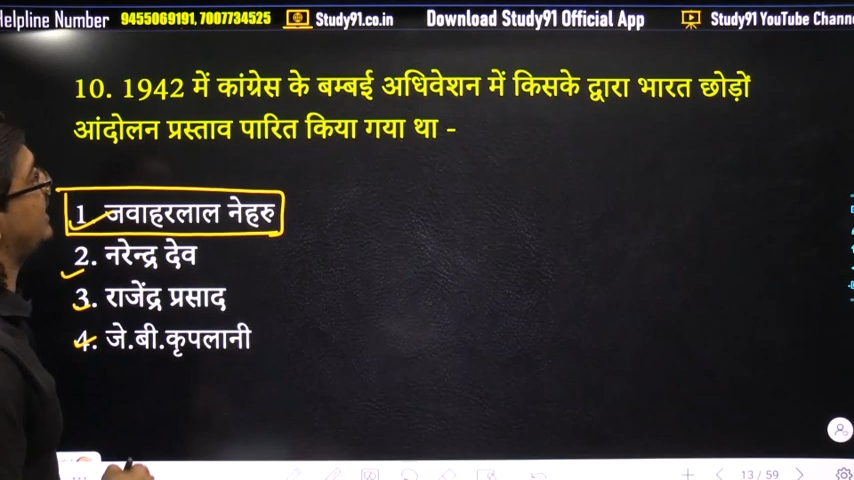 Helpline Number 9455069191, 7007734525 Study91.co.in Download Study91 Official App Study91 YouTube Chann
10. 1942 में कांग्रेस के बम्बई अधिवेशन में किसके द्वारा भारत छोड़ों
आंदोलन प्रस्ताव पारित किया गया था -
1. जवाहरलाल नेहरु
2. नरेन्द्र देव
3. राजेंद्र प्रसाद
4. जे.बी.कृपलानी
13 / 59